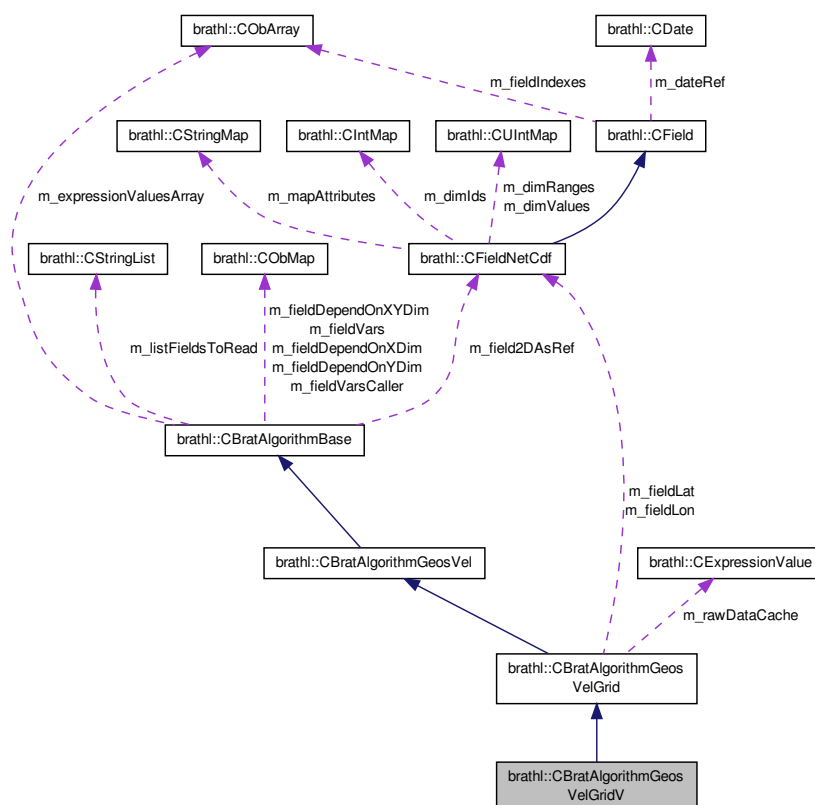 brathl::CObArray
brathl::CDate
m_fieldIndexes
m_dateRef
brathl::CStringMap
brathl::CIntMap
brathl::CUIntMap
brathl::CField
m_expressionValuesArray
m_mapAttributes
m_dimIds
m_dimRanges
m_dimValues
brathl::CStringList
brathl::CObMap
brathl::CFieldNetCdf
m_listFieldsToRead
m_fieldDependOnXYDim
m_fieldVars
m_fieldDependOnXDim
m_fieldDependOnYDim
m_fieldVarsCaller
m_field2DAsRef
brathl::CBratAlgorithmBase
m_fieldLat
m_fieldLon
brathl::CBratAlgorithmGeosVel
brathl::CExpressionValue
m_rawDataCache
brathl::CBratAlgorithmGeos
VelGrid
brathl::CBratAlgorithmGeos
VelGridV